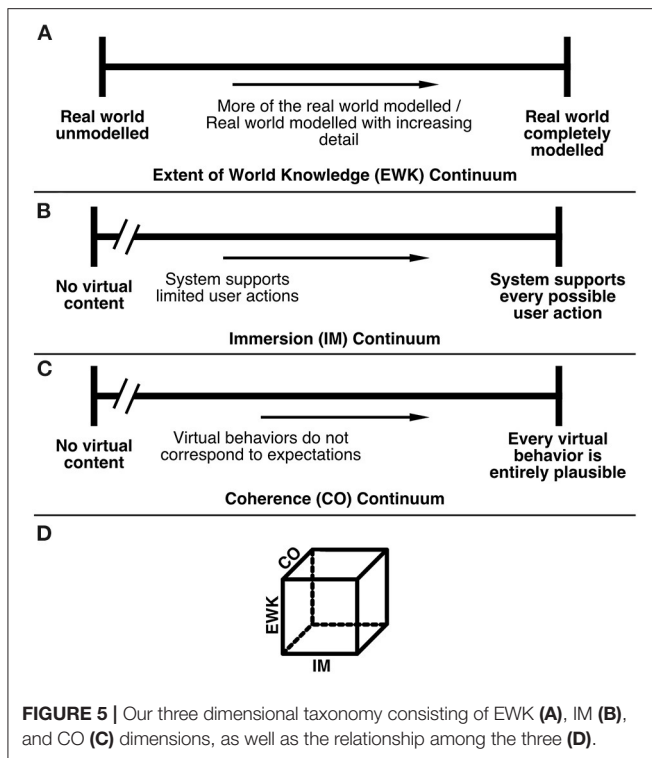 A
Real world
unmodelled
More of the real world modelled /
Real world modelled with increasing
detail
Real world
completely
modelled
Extent of World Knowledge (EWK) Continuum
B
No virtual
content
System supports
limited user actions
System supports
every possible
user action
Immersion (IM) Continuum
C
No virtual
content
Virtual behaviors do not
correspond to expectations
Every virtual
behavior is
entirely plausible
Coherence (CO) Continuum
D
CO
EWK
IM
FIGURE 5 | Our three dimensional taxonomy consisting of EWK (A), IM (B),
and CO (C) dimensions, as well as the relationship among the three (D).